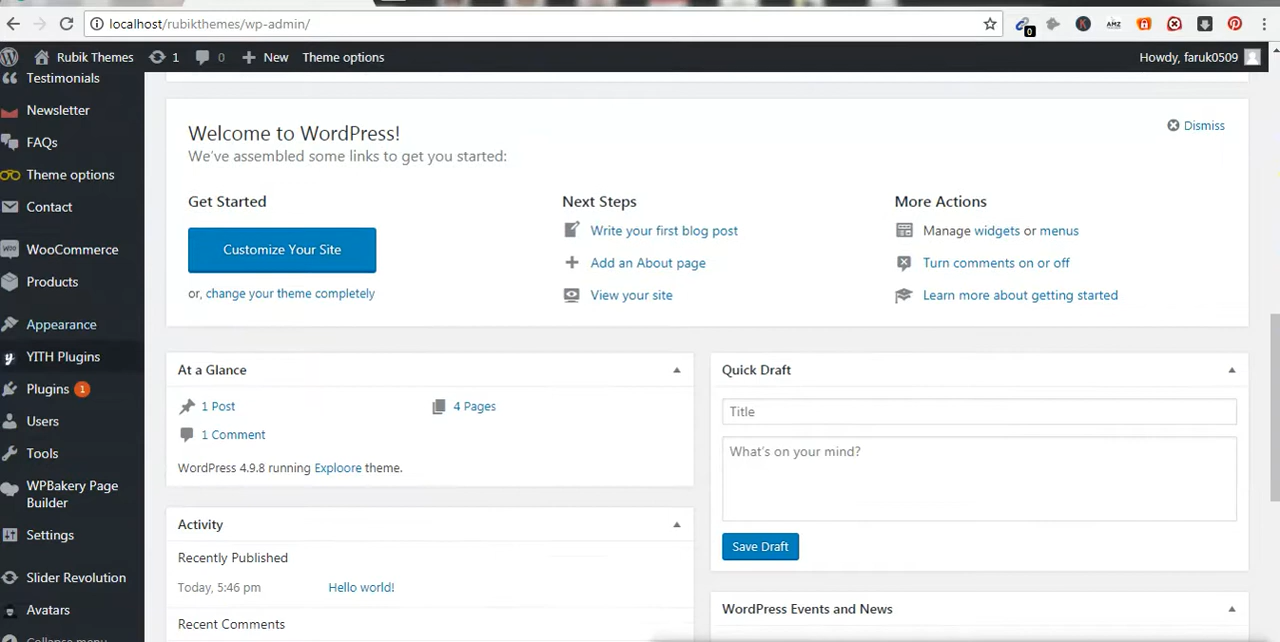 localhost/rubikthemes/wp-admin/
0
K
AMZ
Rubik Themes 1 0 New Theme options
Howdy, faruk0509
Testimonials
Newsletter
FAQs
Theme options
Contact
WooCommerce
Products
Appearance
YITH Plugins
Plugins 1
Users
Tools
WPBakery Page
Builder
Settings
Slider Revolution
Avatars
Collapse menu
Welcome to WordPress!
Dismiss
We've assembled some links to get you started:
Get Started
Customize Your Site
or, change your theme completely
Next Steps
Write your first blog post
Add an About page
View your site
More Actions
Manage widgets or menus
Turn comments on or off
Learn more about getting started
At a Glance
1 Post
4 Pages
1 Comment
WordPress 4.9.8 running Exploore theme.
Activity
Recently Published
Today, 5:46 pm Hello world!
Recent Comments
Quick Draft
Title
What's on your mind?
Save Draft
WordPress Events and News